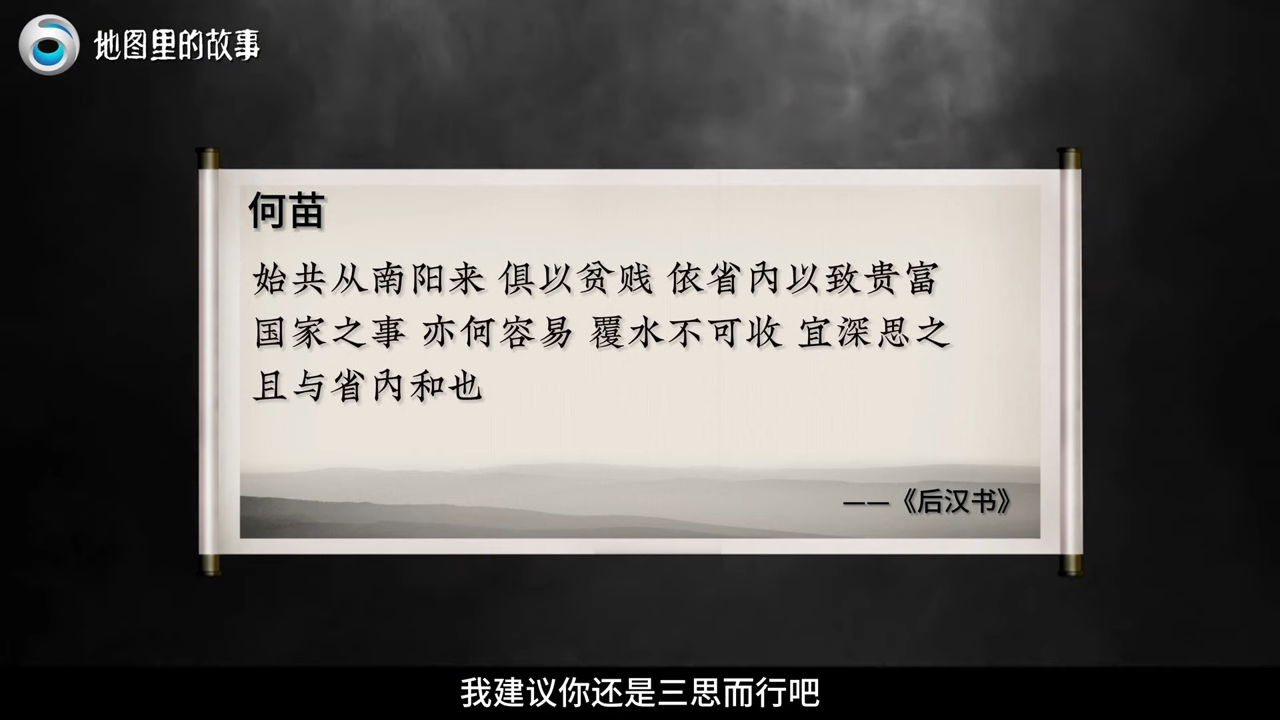 地图里的故事
何苗
始共从南阳来 俱以贫贱 依省内以致贵富
国家之事 亦何容易 覆水不可收 宜深思之
且与省内和也
——《后汉书》
我建议你还是三思而行吧